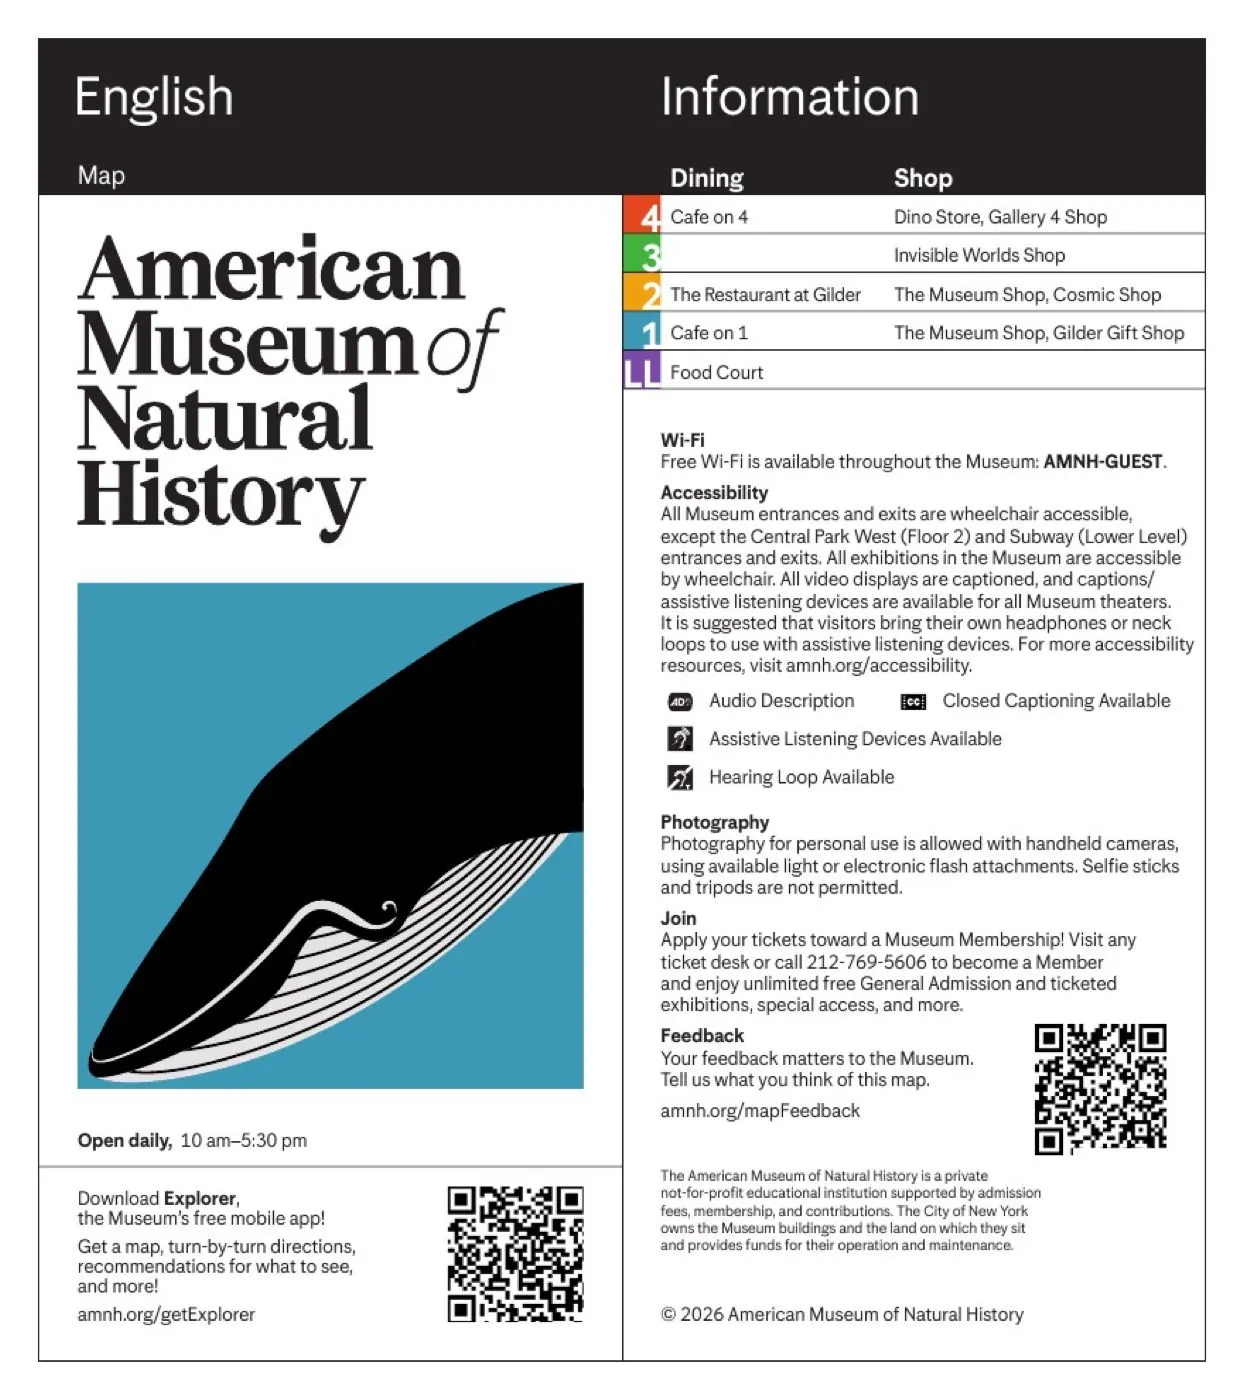 English
Map
American
Museum of
Natural
History
Open daily, 10 am–5:30 pm
Download Explorer,
the Museum's free mobile app!
Get a map, turn-by-turn directions,
recommendations for what to see,
and more!
amnh.org/getExplorer
Information
Dining Shop
4 Cafe on 4 Dino Store, Gallery 4 Shop
3 Invisible Worlds Shop
2 The Restaurant at Gilder The Museum Shop, Cosmic Shop
1 Cafe on 1 The Museum Shop, Gilder Gift Shop
LL Food Court
Wi-Fi
Free Wi-Fi is available throughout the Museum: AMNH-GUEST.
Accessibility
All Museum entrances and exits are wheelchair accessible,
except the Central Park West (Floor 2) and Subway (Lower Level)
entrances and exits. All exhibitions in the Museum are accessible
by wheelchair. All video displays are captioned, and captions/
assistive listening devices are available for all Museum theaters.
It is suggested that visitors bring their own headphones or neck
loops to use with assistive listening devices. For more accessibility
resources, visit amnh.org/accessibility.
AD Audio Description CC Closed Captioning Available
Assistive Listening Devices Available
T Hearing Loop Available
Photography
Photography for personal use is allowed with handheld cameras,
using available light or electronic flash attachments. Selfie sticks
and tripods are not permitted.
Join
Apply your tickets toward a Museum Membership! Visit any
ticket desk or call 212-769-5606 to become a Member
and enjoy unlimited free General Admission and ticketed
exhibitions, special access, and more.
Feedback
Your feedback matters to the Museum.
Tell us what you think of this map.
amnh.org/mapFeedback
The American Museum of Natural History is a private
not-for-profit educational institution supported by admission
fees, membership, and contributions. The City of New York
owns the Museum buildings and the land on which they sit
and provides funds for their operation and maintenance.
© 2026 American Museum of Natural History